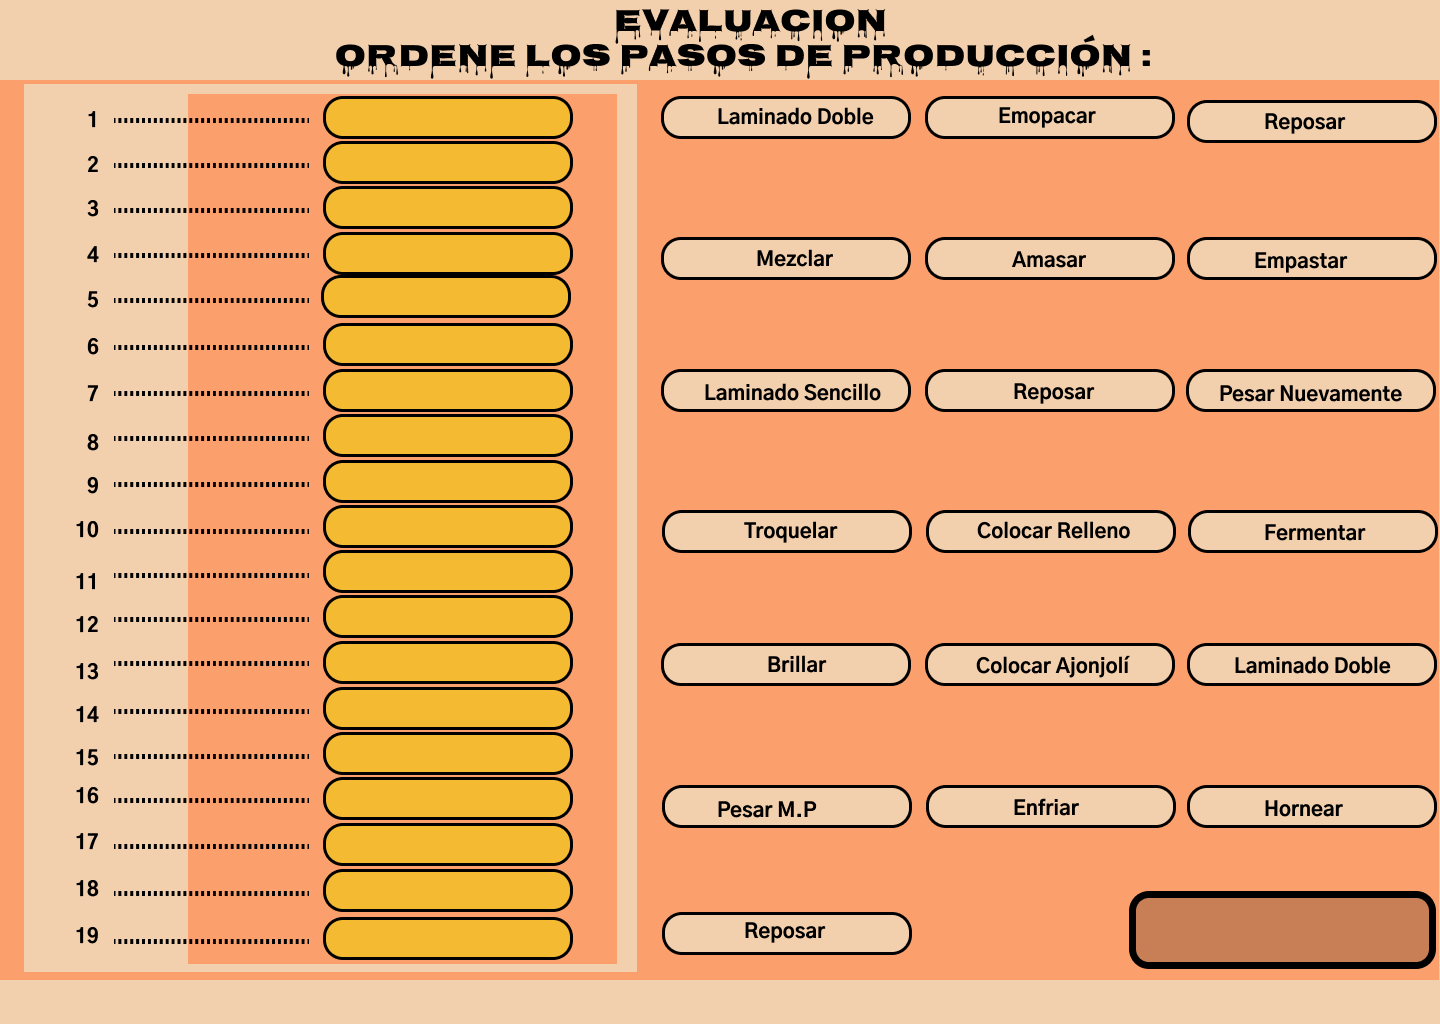 EVALUACION
ORDENE LOS PASOS DE PRODUCCIÓN :
1
2
3
4
5
6
7
8
9
10
11
12
13
14
15
16
17
18
19
Laminado Doble
Emopacar
Reposar
Mezclar
Amasar
Empastar
Laminado Sencillo
Reposar
Pesar Nuevamente
Troquelar
Colocar Relleno
Fermentar
Brillar
Colocar Ajonjolí
Laminado Doble
Pesar M.P
Enfriar
Hornear
Reposar